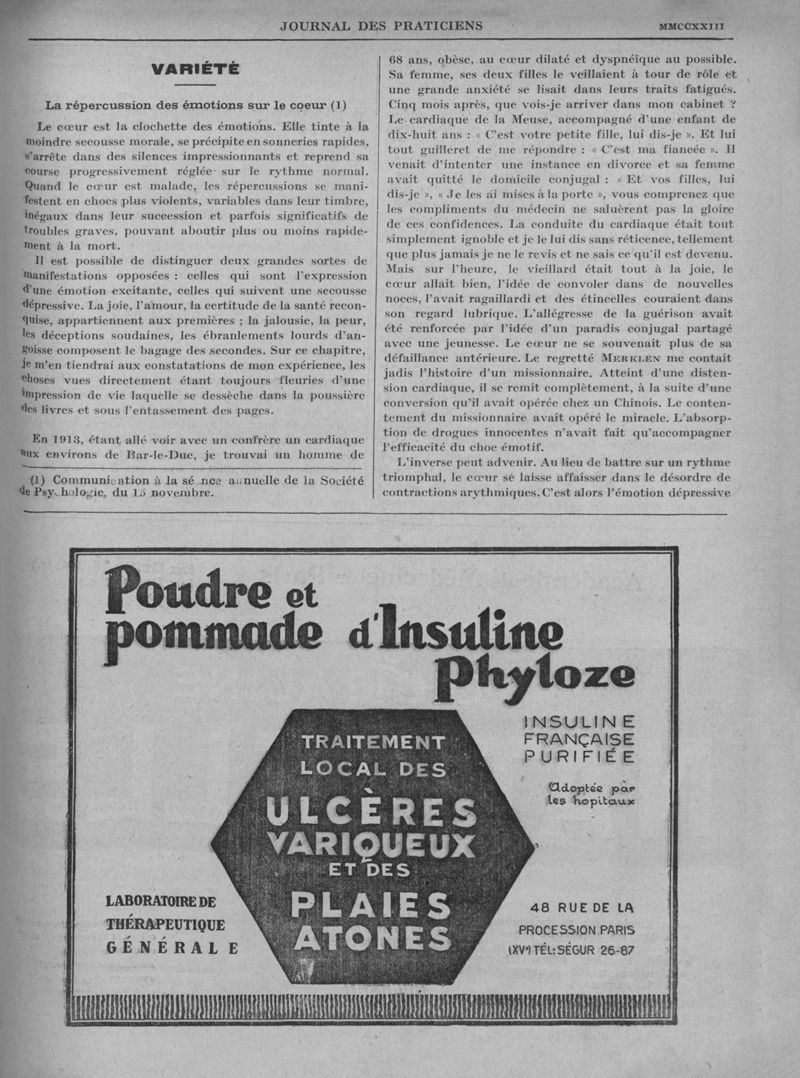 JOURNAL DES PRATICIENS
MMCCXXIII
VARIÉTÉ
La répercussion des émotions sur le coeur (1)
Le cœur est la clochette des émotions. Elle tinte à la
moindre secousse morale, se précipite en sonneries rapides,
s'arrête dans des silences impressionnants et reprend sa
course progressivement réglée sur le rythme normal.
Quand le cœur est malade, les répercussions se mani-
festent en chocs plus violents, variables dans leur timbre,
inégaux dans leur succession et parfois significatifs de
troubles graves, pouvant aboutir plus ou moins rapide-
ment à la mort.
Il est possible de distinguer deux grandes sortes de
manifestations opposées : celles qui sont l'expression
d'une émotion excitante, celles qui suivent une secousse
dépressive. La joie, l'amour, la certitude de la santé recon-
quise, appartiennent aux premières ; la jalousie, la peur,
les déceptions soudaines, les ébranlements lourds d'an-
goisse composent le bagage des secondes. Sur ce chapitre,
je m'en tiendrai aux constatations de mon expérience, les
choses vues directement étant toujours fleuries d'une
impression de vie laquelle se dessèche dans la poussière
des livres et sous l'entassement des pages.
En 1913, étant allé voir avec un confrère un cardiaque
aux environs de Bar-le-Duc, je trouvai un homme de
(1) Communication à la séance annuelle de la Société
de Psychologie, du 15 novembre.
68 ans, obèse, au cœur dilaté et dyspnéïque au possible.
Sa femme, ses deux filles le veillaient à tour de rôle et
une grande anxiété se lisait dans leurs traits fatigués.
Cinq mois après, que vois-je arriver dans mon cabinet ?
Le cardiaque de la Meuse, accompagné d'une enfant de
dix-huit ans : « C'est votre petite fille, lui dis-je ». Et lui
tout guilleret de me répondre : « C'est ma fiancée ». Il
venait d'intenter une instance en divorce et sa femme
avait quitté le domicile conjugal : « Et vos filles, lui
dis-je », « Je les ai mises à la porte », vous comprenez que
les compliments du médecin ne saluèrent pas la gloire
de ces confidences. La conduite du cardiaque était tout
simplement ignoble et je le lui dis sans réticence, tellement
que plus jamais je ne le revis et ne sais ce qu'il est devenu.
Mais sur l'heure, le vieillard était tout à la joie, le
cœur allait bien, l'idée de convoler dans de nouvelles
noces, l'avait ragaillardi et des étincelles couraient dans
son regard lubrique. L'allégresse de la guérison avait
été renforcée par l'idée d'un paradis conjugal partagé
avec une jeunesse. Le cœur ne se souvenait plus de sa
défaillance antérieure. Le regretté MERKLEN me contait
jadis l'histoire d'un missionnaire. Atteint d'une disten-
sion cardiaque, il se remit complètement, à la suite d'une
conversion qu'il avait opérée chez un Chinois. Le conten-
tement du missionnaire avait opéré le miracle. L'absorp-
tion de drogues innocentes n'avait fait qu'accompagner
l'efficacité du choc émotif.
L'inverse peut advenir. Au lieu de battre sur un rythme
triomphal, le cœur se laisse affaisser dans le désordre de
contractions arythmiques. C'est alors l'émotion dépressive
Poudre et
pommade d'Insuline
Phyloze
INSULINE
FRANÇAISE
PURIFIÉE
Adoptée par
les hopitaux
TRAITEMENT
LOCAL DES
ULCÈRES
VARIQUEUX
ET DES
PLAIES
ATONES
LABORATOIRE DE
THÉRAPEUTIQUE
GÉNÉRALE
48 RUE DE LA
PROCESSION PARIS
(XVe) TÉL: SÉGUR 26-87